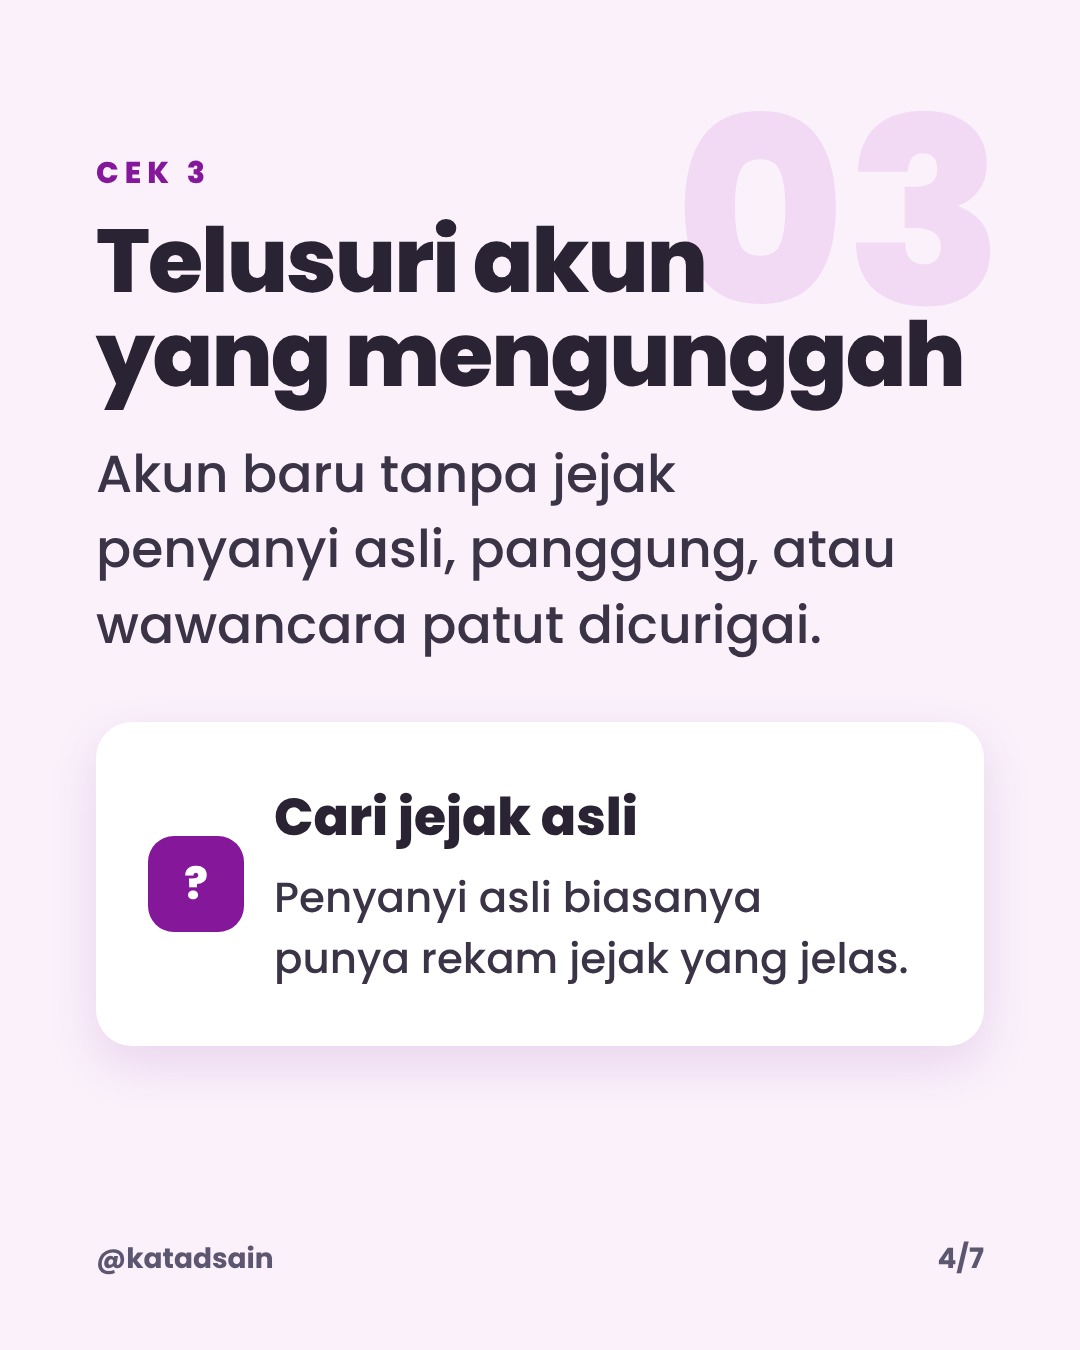 03
CEK 3
Telusuri akun
yang mengunggah
Akun baru tanpa jejak
penyanyi asli, panggung, atau
wawancara patut dicurigai.
?
Cari jejak asli
Penyanyi asli biasanya
punya rekam jejak yang jelas.
@katadsain
4/7